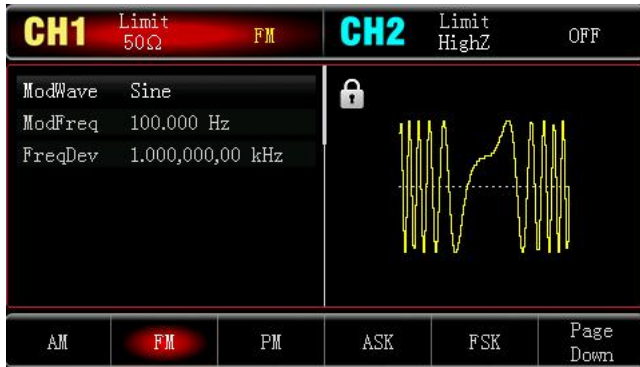 CH1 Limit 50Ω FM
CH2 Limit HighZ OFF
ModWave Sine
ModFreq 100.000 Hz
FreqDev 1.000,000,00 kHz
AM FM PM ASK FSK Page Down